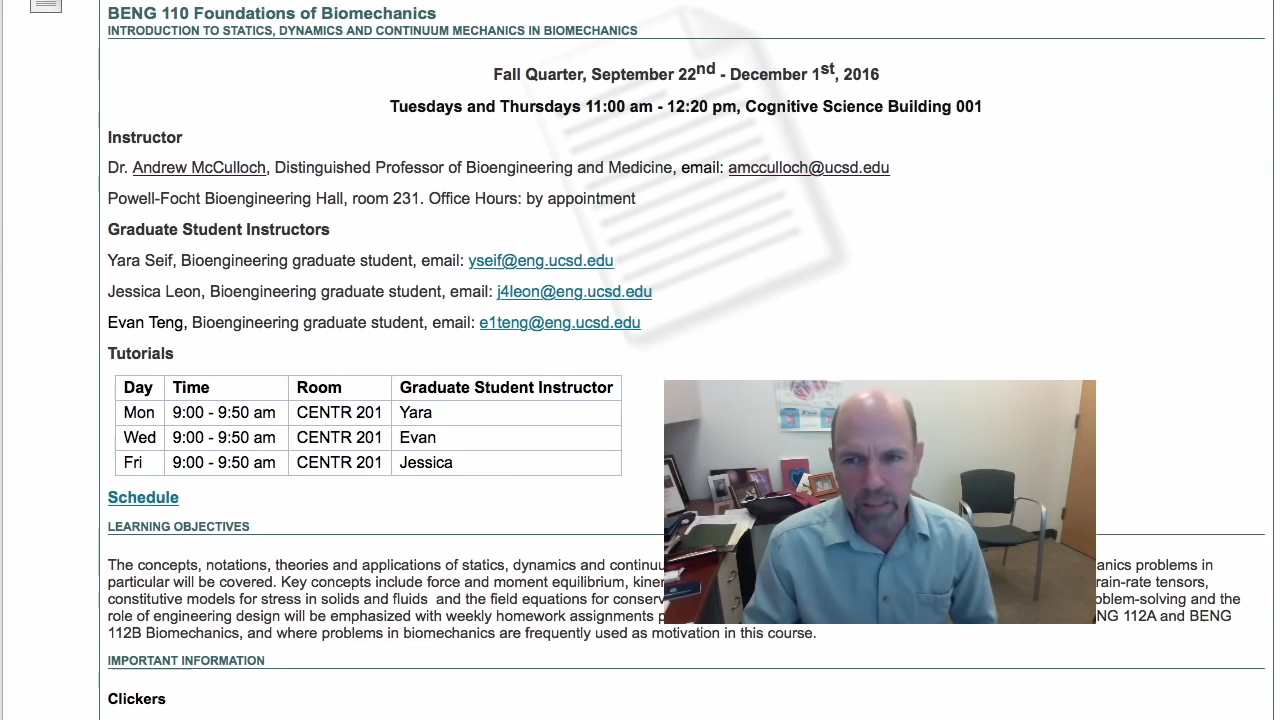 BENG 110 Foundations of Biomechanics
INTRODUCTION TO STATICS, DYNAMICS AND CONTINUUM MECHANICS IN BIOMECHANICS
Fall Quarter, September 22nd - December 1st, 2016
Tuesdays and Thursdays 11:00 am - 12:20 pm, Cognitive Science Building 001
Instructor
Dr. Andrew McCulloch, Distinguished Professor of Bioengineering and Medicine, email: amcculloch@ucsd.edu
Powell-Focht Bioengineering Hall, room 231. Office Hours: by appointment
Graduate Student Instructors
Yara Seif, Bioengineering graduate student, email: yseif@eng.ucsd.edu
Jessica Leon, Bioengineering graduate student, email: j4leon@eng.ucsd.edu
Evan Teng, Bioengineering graduate student, email: e1teng@eng.ucsd.edu
Tutorials
Day Time Room Graduate Student Instructor
Mon 9:00 - 9:50 am CENTR 201 Yara
Wed 9:00 - 9:50 am CENTR 201 Evan
Fri 9:00 - 9:50 am CENTR 201 Jessica
Schedule
LEARNING OBJECTIVES
The concepts, notations, theories and applications of statics, dynamics and continuu anics problems in
particular will be covered. Key concepts include force and moment equilibrium, kiner rain-rate tensors,
constitutive models for stress in solids and fluids and the field equations for conserv oblem-solving and the
role of engineering design will be emphasized with weekly homework assignments p NG 112A and BENG
112B Biomechanics, and where problems in biomechanics are frequently used as motivation in this course.
IMPORTANT INFORMATION
Clickers